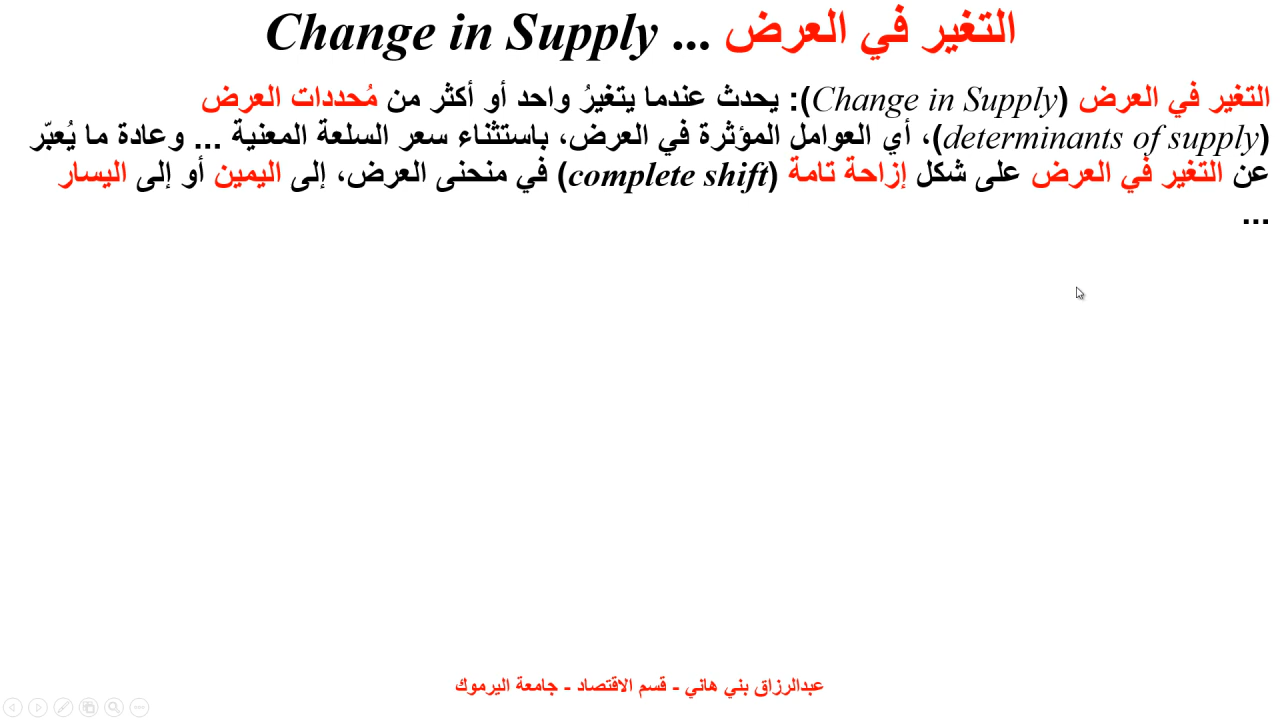 التغير في العرض ... Change in Supply
التغير في العرض (Change in Supply): يحدث عندما يتغيرُ واحد أو أكثر من مُحددات العرض
(determinants of supply)، أي العوامل المؤثرة في العرض، باستثناء سعر السلعة المعنية ... وعادة ما يُعبّر
عن التغير في العرض على شكل إزاحة تامة (complete shift) في منحنى العرض، إلى اليمين أو إلى اليسار
...
عبدالرزاق بني هاني - قسم الاقتصاد - جامعة اليرموك